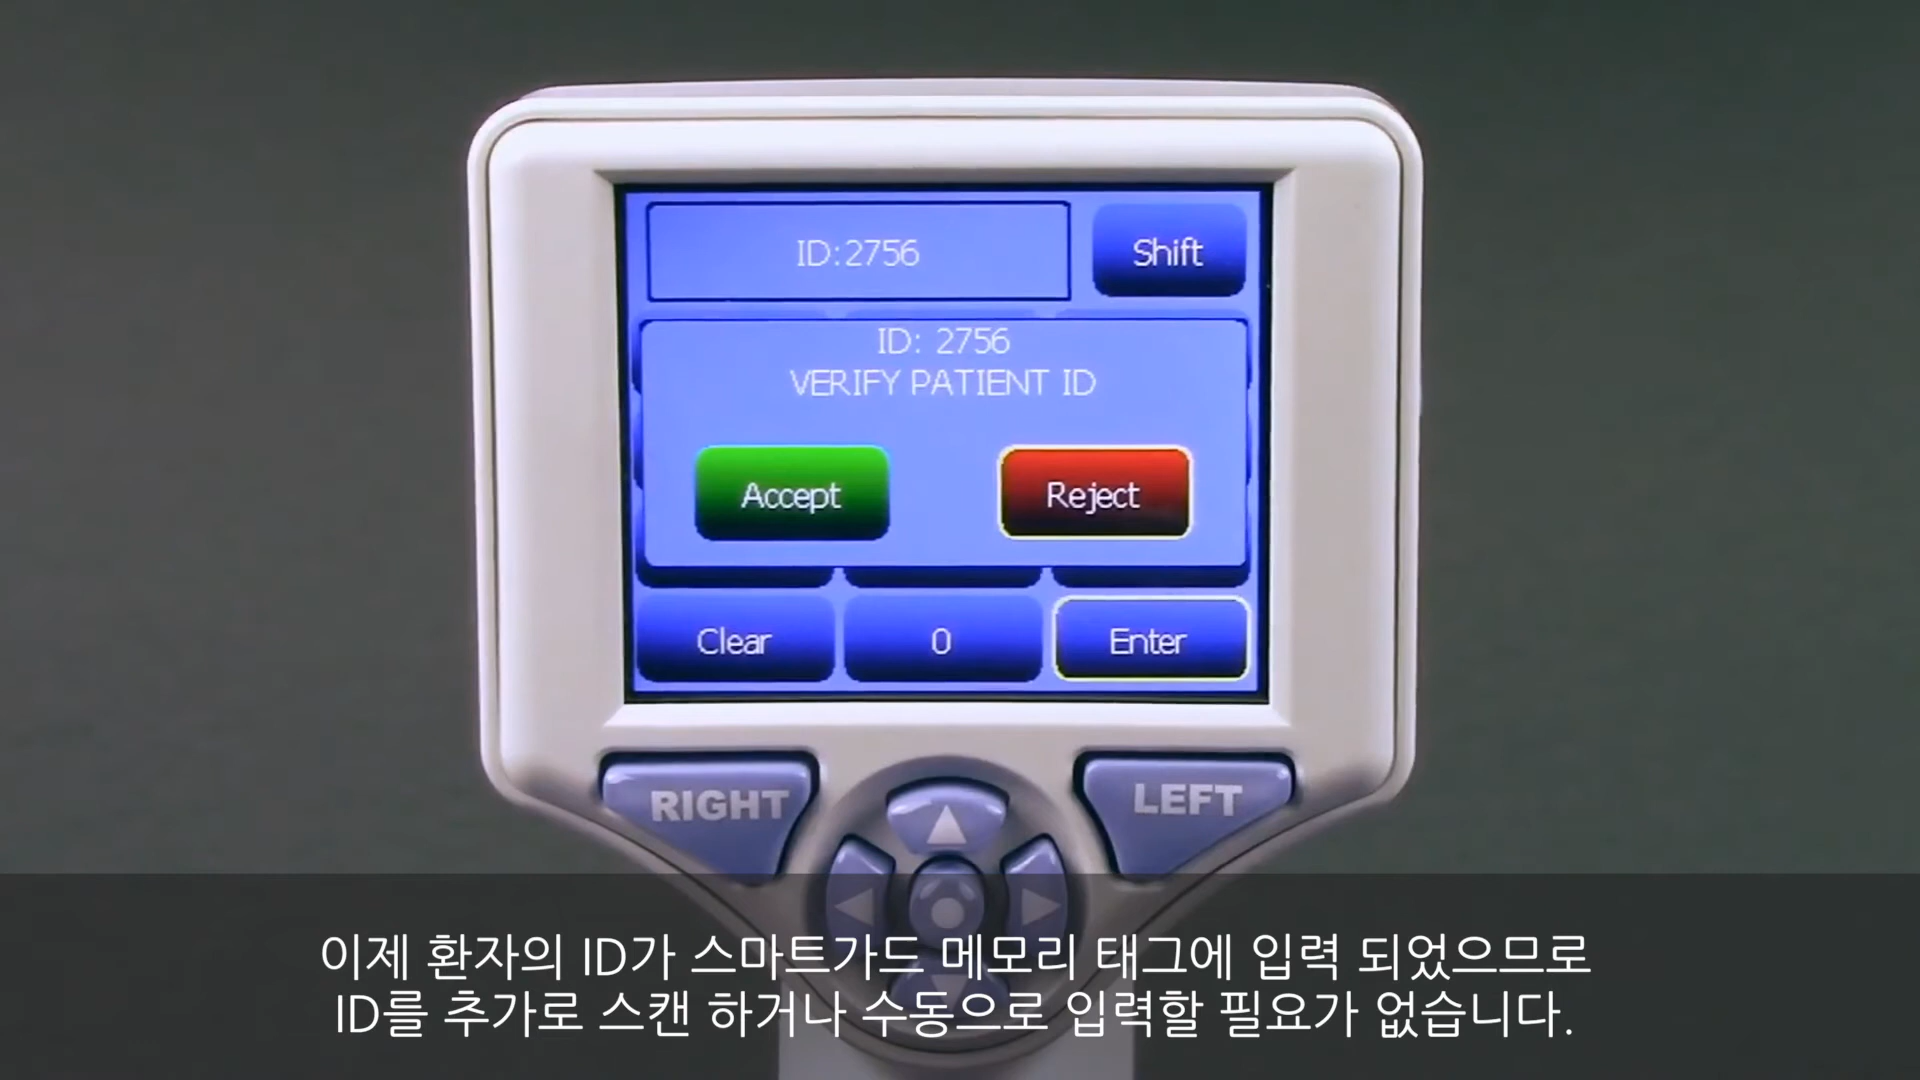 ID:2756
Shift
ID: 2756
VERIFY PATIENT ID
Accept
Reject
Clear
0
Enter
RIGHT
LEFT
이제 환자의 ID가 스마트가드 메모리 태그에 입력 되었으므로
ID를 추가로 스캔 하거나 수동으로 입력할 필요가 없습니다.